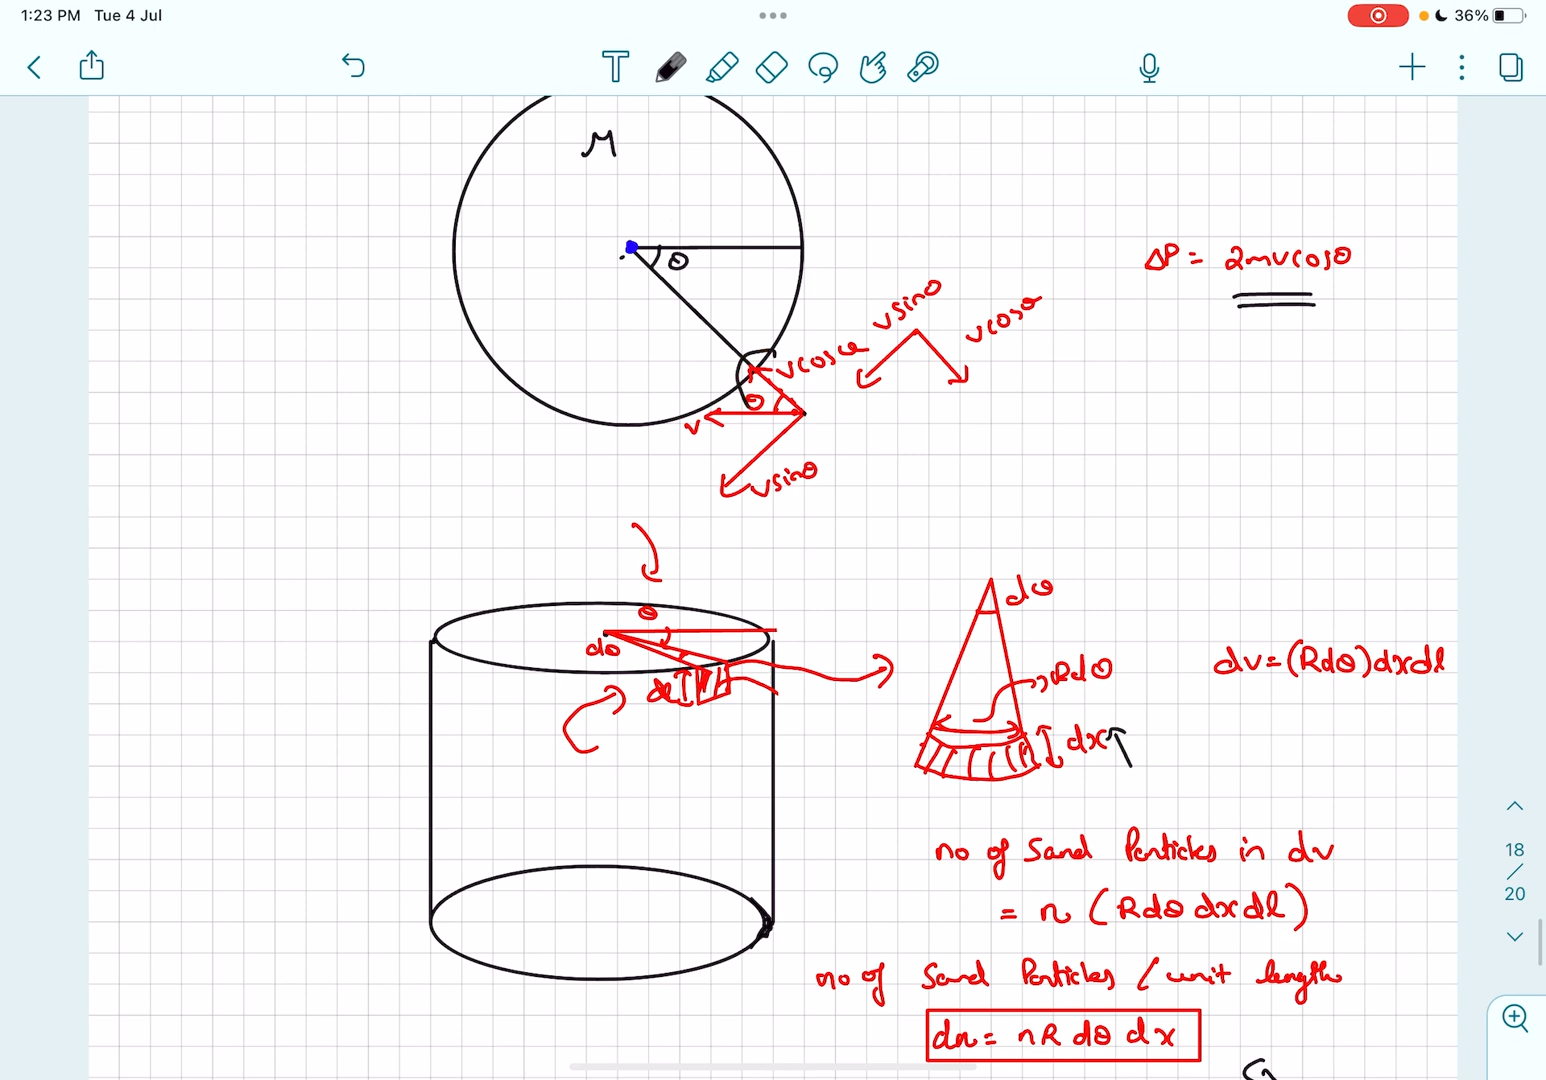 1:23 PM Tue 4 Jul
36%
M
θ
ΔP = 2mvcosθ
vsinθ
vcosθ
vcosθ
θ
v
vsinθ
θ
dθ
dl
dθ
Rdθ
dx
dv=(Rdθ)dxdl
no of Sand Particles in dv
= n (Rdθ dx dl)
no of Sand Particles / unit length
dn = nR dθ dx
18
/
20